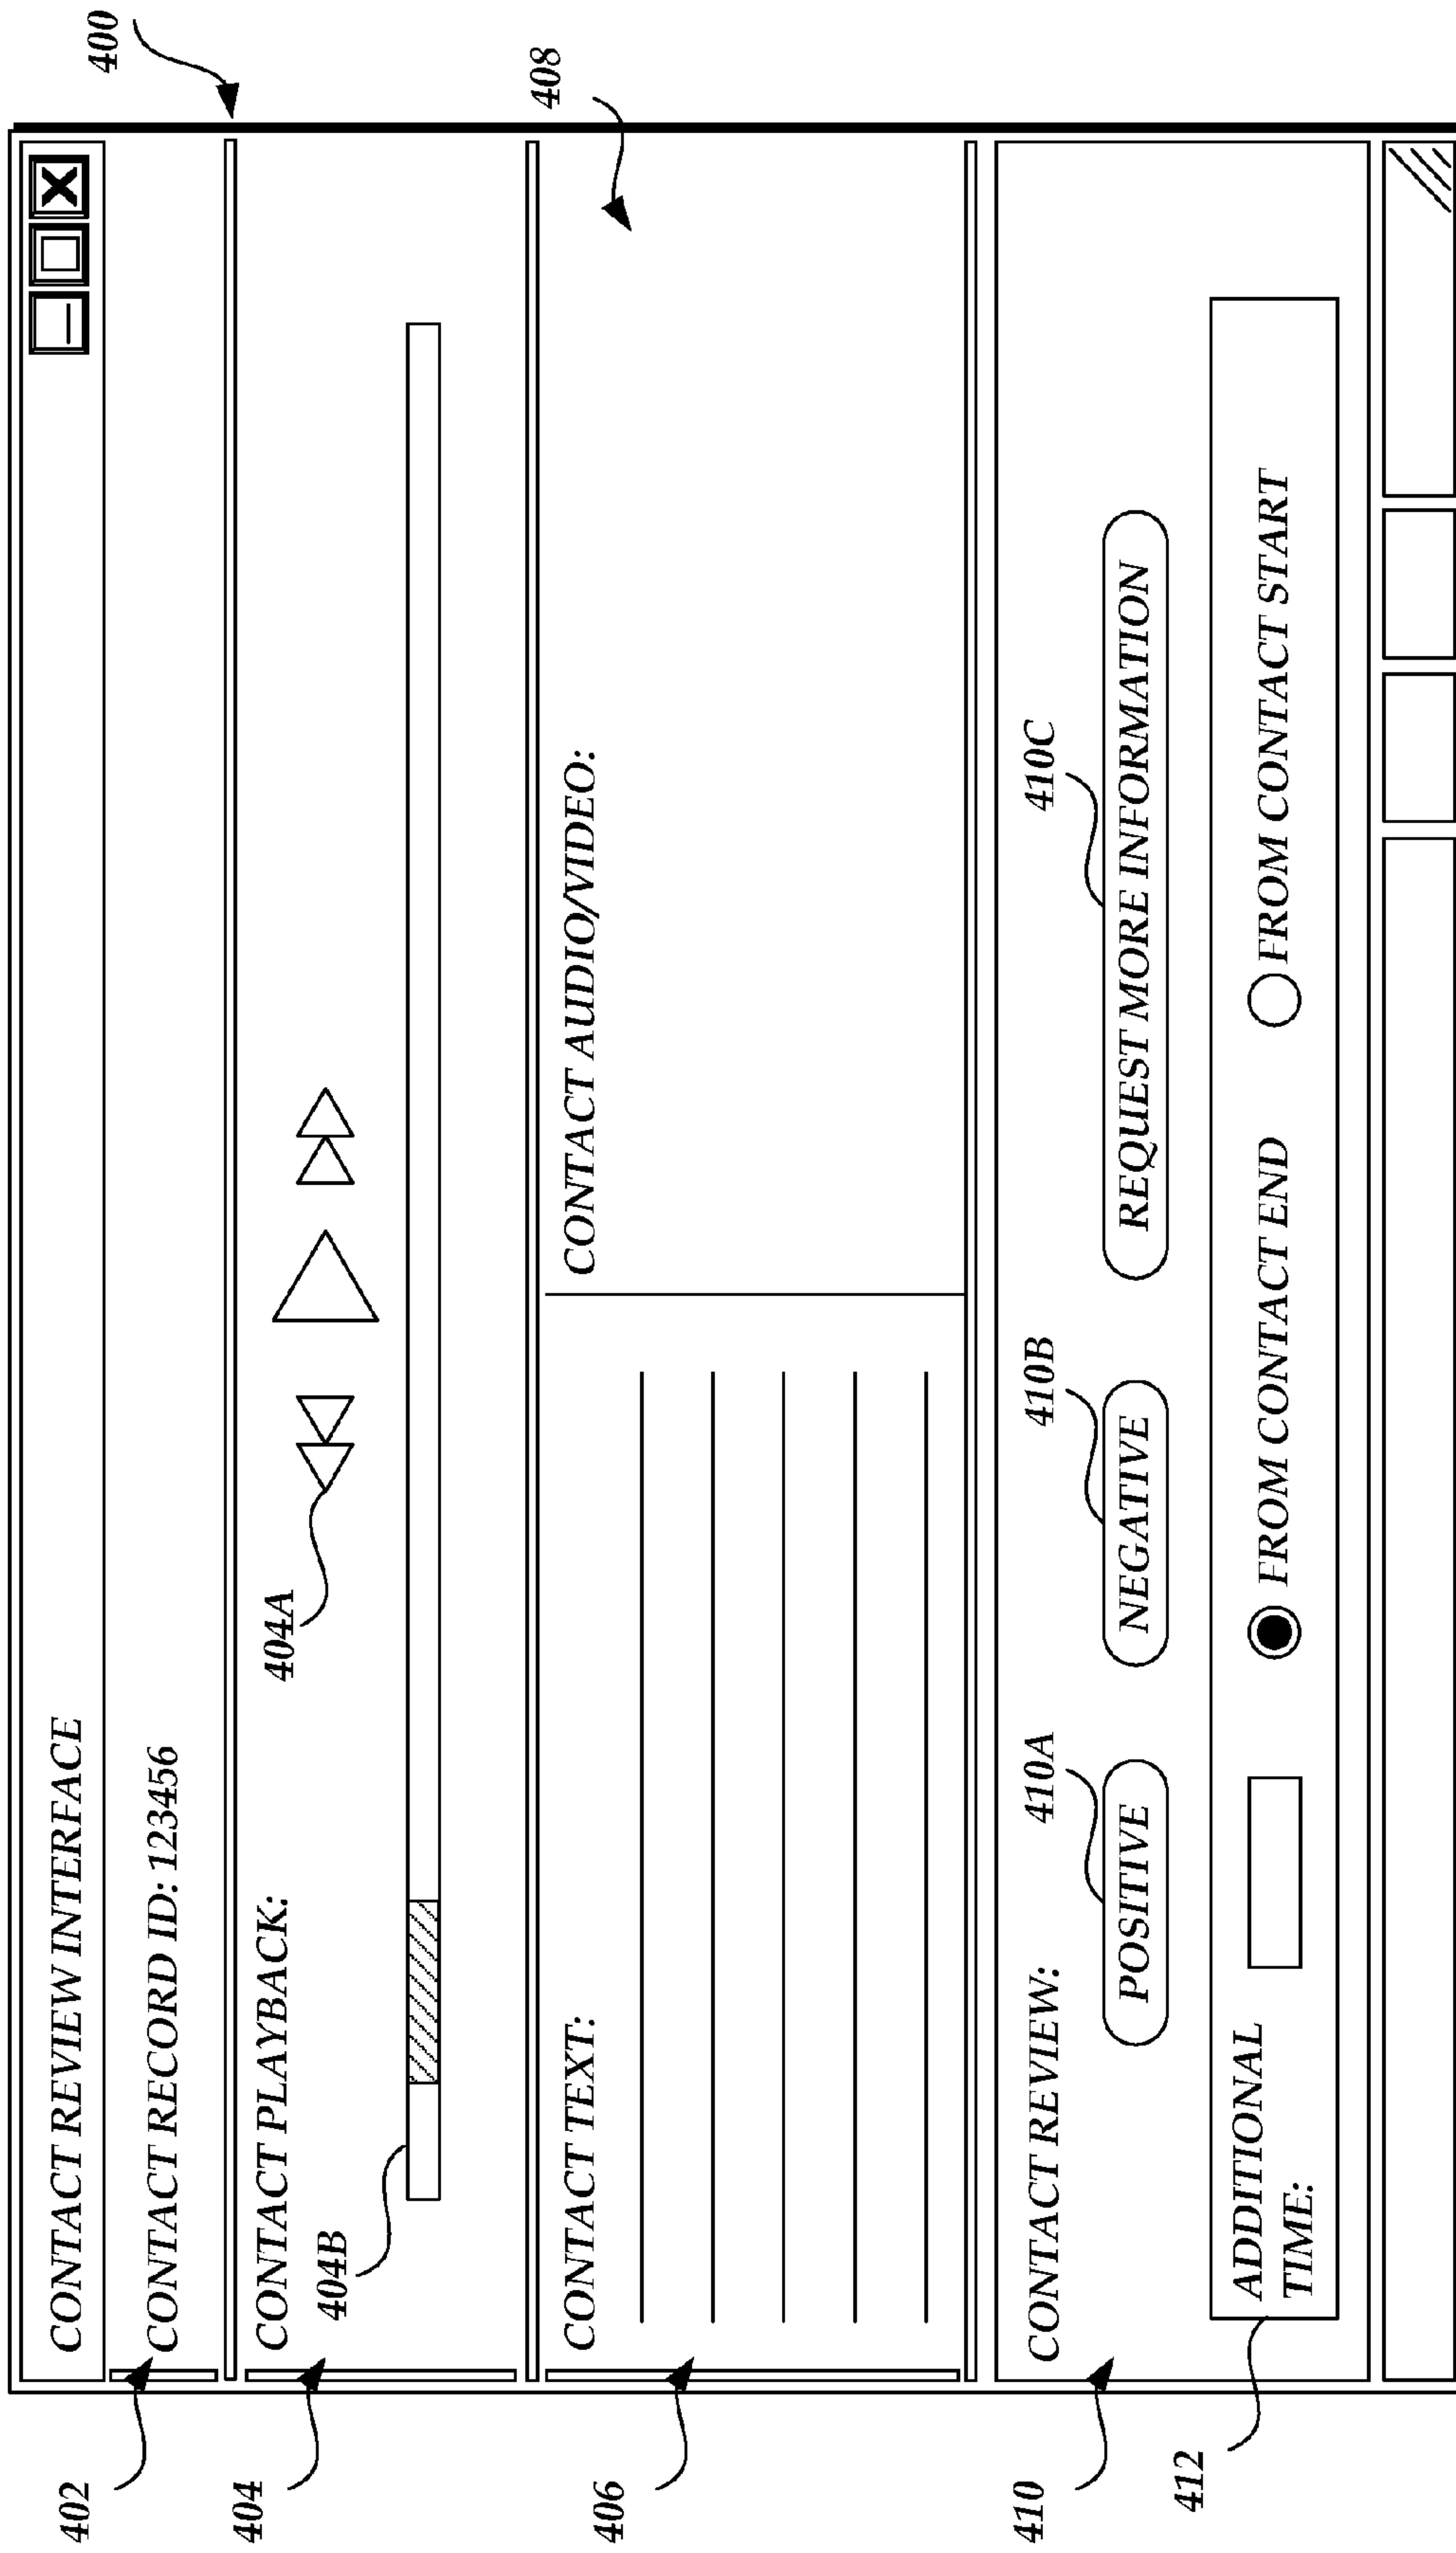 400
CONTACT REVIEW INTERFACE
402
CONTACT RECORD ID: 123456
404
CONTACT PLAYBACK:
404A
404B
408
406
CONTACT TEXT:
CONTACT AUDIO/VIDEO:
410
CONTACT REVIEW:
410A
410B
410C
POSITIVE
NEGATIVE
REQUEST MORE INFORMATION
412
ADDITIONAL
TIME:
FROM CONTACT END
FROM CONTACT START